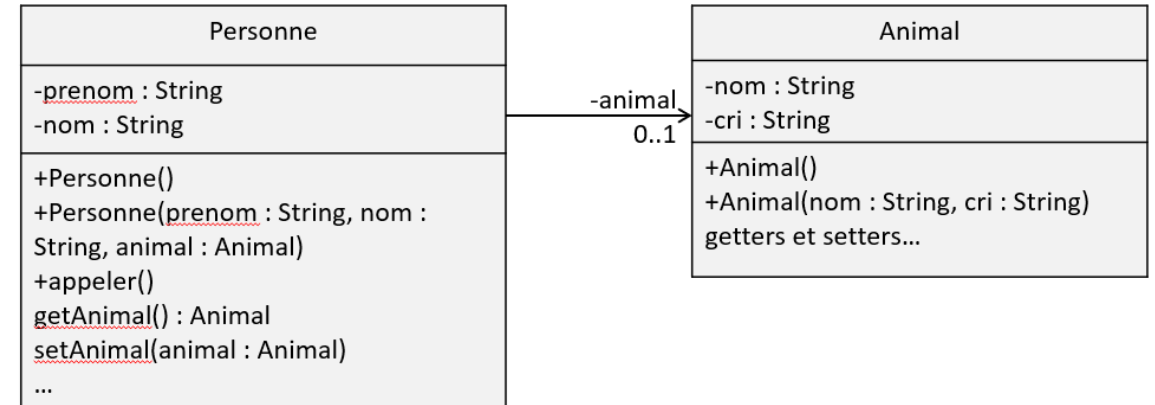 Personne
-prenom : String
-nom : String
+Personne()
+Personne(prenom : String, nom :
String, animal : Animal)
+appeler()
getAnimal() : Animal
setAnimal(animal : Animal)
...
-animal
0..1
Animal
-nom : String
-cri : String
+Animal()
+Animal(nom : String, cri : String)
getters et setters...